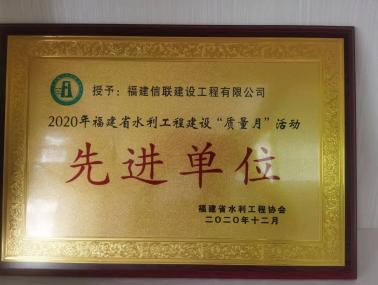 授予：福建信联建设工程有限公司
2020年福建省水利工程建设“质量月”活动
先进单位
福建省水利工程协会
二〇二〇年十二月